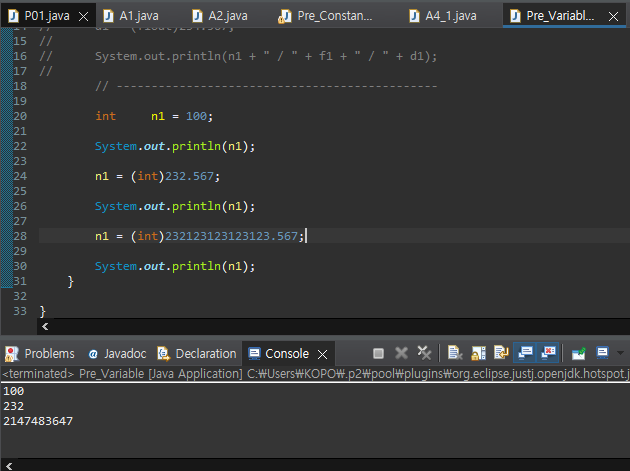 P01.java A1.java A2.java Pre_Constan... A4_1.java Pre_Variabl...
15 //
16 // System.out.println(n1 + " / " + f1 + " / " + d1);
17 //
18 // ----------------------------------------------
19
20 int n1 = 100;
21
22 System.out.println(n1);
23
24 n1 = (int)232.567;
25
26 System.out.println(n1);
27
28 n1 = (int)232123123123123.567;
29
30 System.out.println(n1);
31 }
32
33 }
Problems Javadoc Declaration Console
<terminated> Pre_Variable [Java Application] C:₩Users₩KOPO₩.p2₩pool₩plugins₩org.eclipse.justj.openjdk.hotspot.j
100
232
2147483647